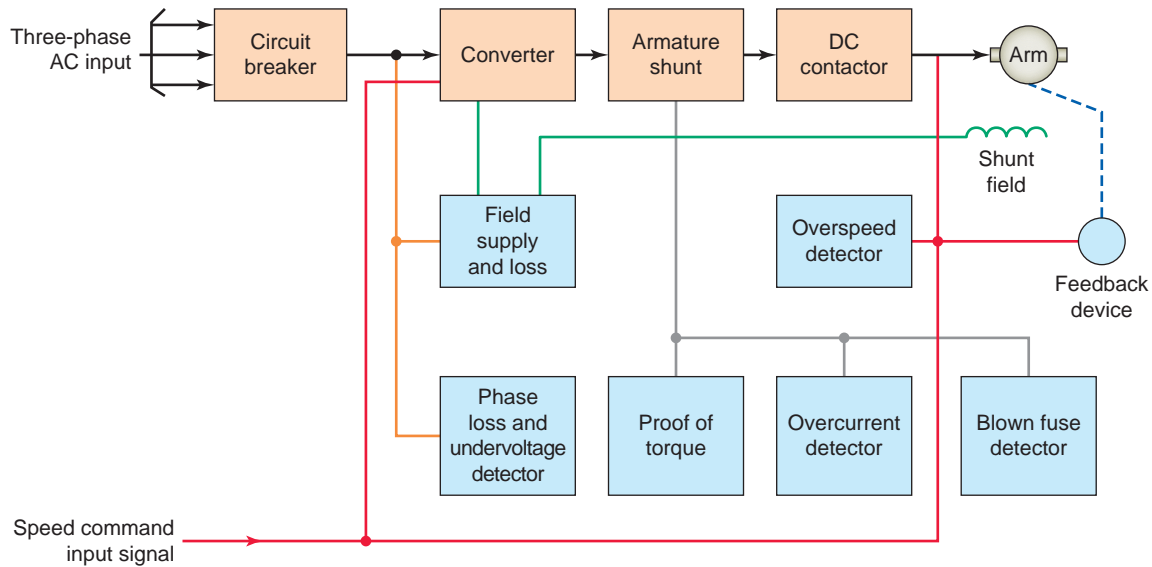 Three-phase
AC input
Circuit
breaker
Converter
Armature
shunt
DC
contactor
Arm
Shunt
field
Field
supply
and loss
Overspeed
detector
Feedback
device
Phase
loss and
undervoltage
detector
Proof of
torque
Overcurrent
detector
Blown fuse
detector
Speed command
input signal